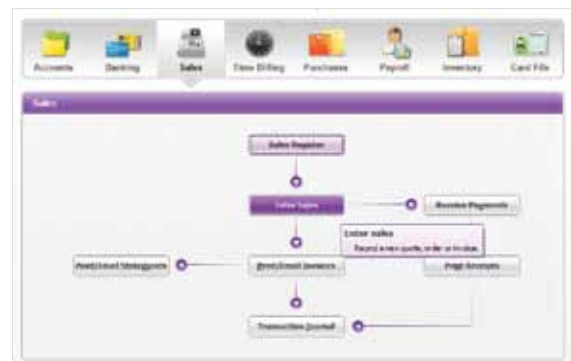 Accounts
Banking
Sales
Time Billing
Purchases
Payroll
Inventory
Card File
Sales
Sales Register
Enter Sales
Receive Payments
Enter sales
Record a new quote, order or invoice.
Print/Email Statements
Print/Email Invoices
Print Receipts
Transaction Journal